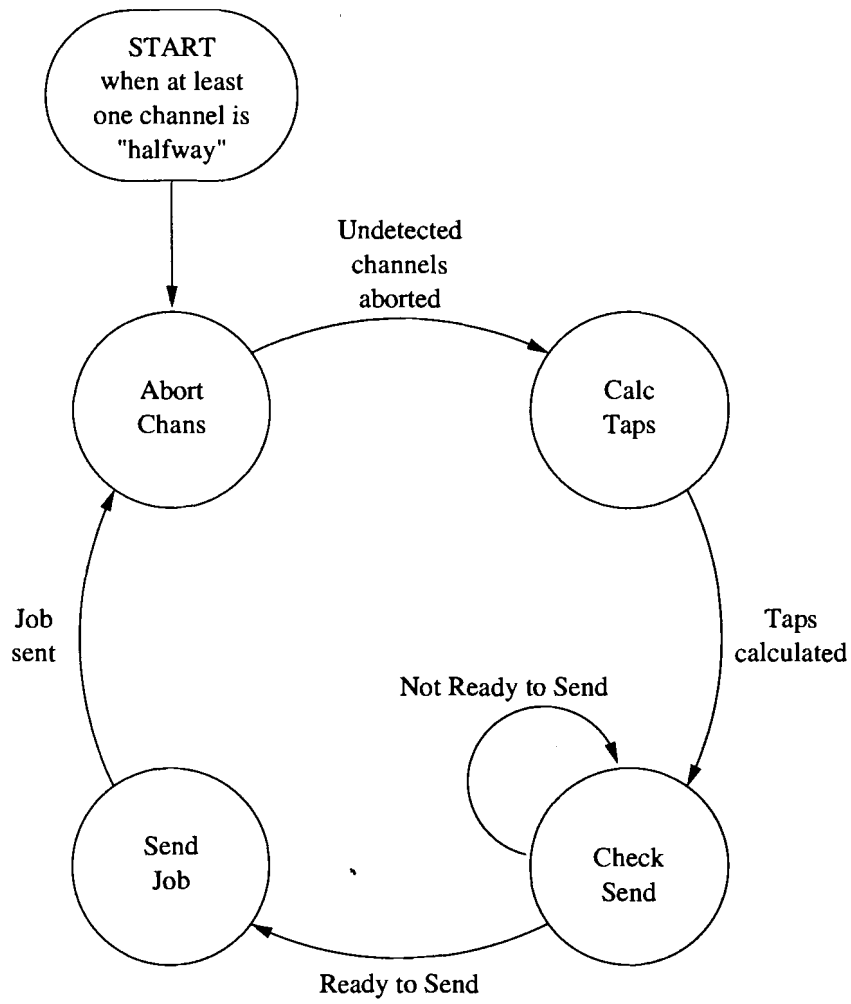 START
when at least
one channel is
"halfway"
Undetected
channels
aborted
Abort
Chans
Calc
Taps
Job
sent
Taps
calculated
Not Ready to Send
Send
Job
Check
Send
Ready to Send